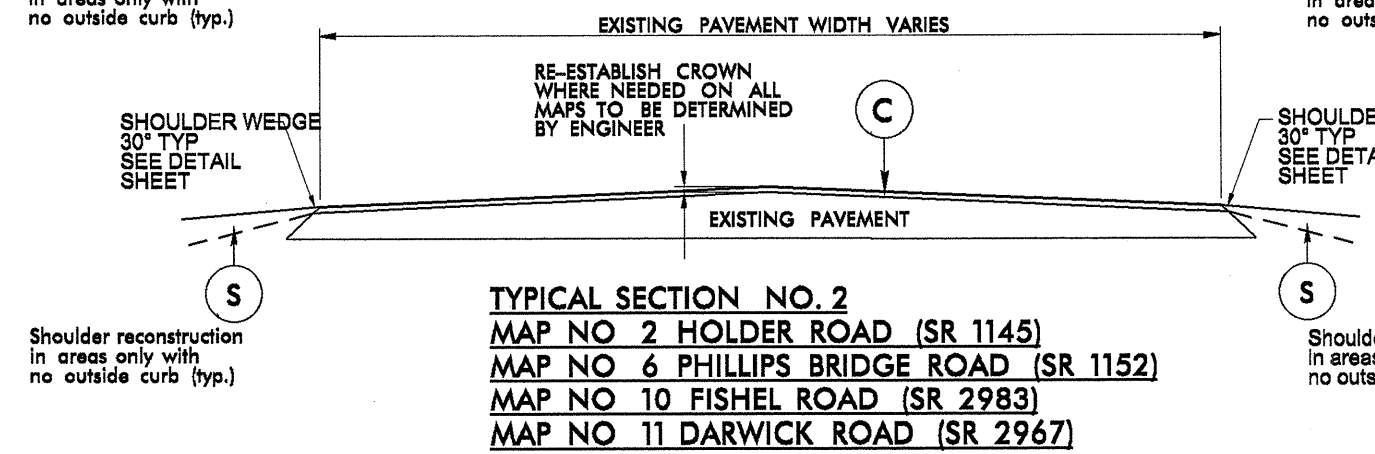 in areas only with
no outside curb (typ.)
in area
no outs
EXISTING PAVEMENT WIDTH VARIES
RE-ESTABLISH CROWN
WHERE NEEDED ON ALL
MAPS TO BE DETERMINED
BY ENGINEER
C
SHOULDER WEDGE
30° TYP
SEE DETAIL
SHEET
SHOULDE
30° TYP
SEE DETA
SHEET
EXISTING PAVEMENT
S
S
Shoulder reconstruction
in areas only with
no outside curb (typ.)
TYPICAL SECTION NO. 2
MAP NO 2 HOLDER ROAD (SR 1145)
MAP NO 6 PHILLIPS BRIDGE ROAD (SR 1152)
MAP NO 10 FISHEL ROAD (SR 2983)
MAP NO 11 DARWICK ROAD (SR 2967)
Shoulde
in areas
no outs